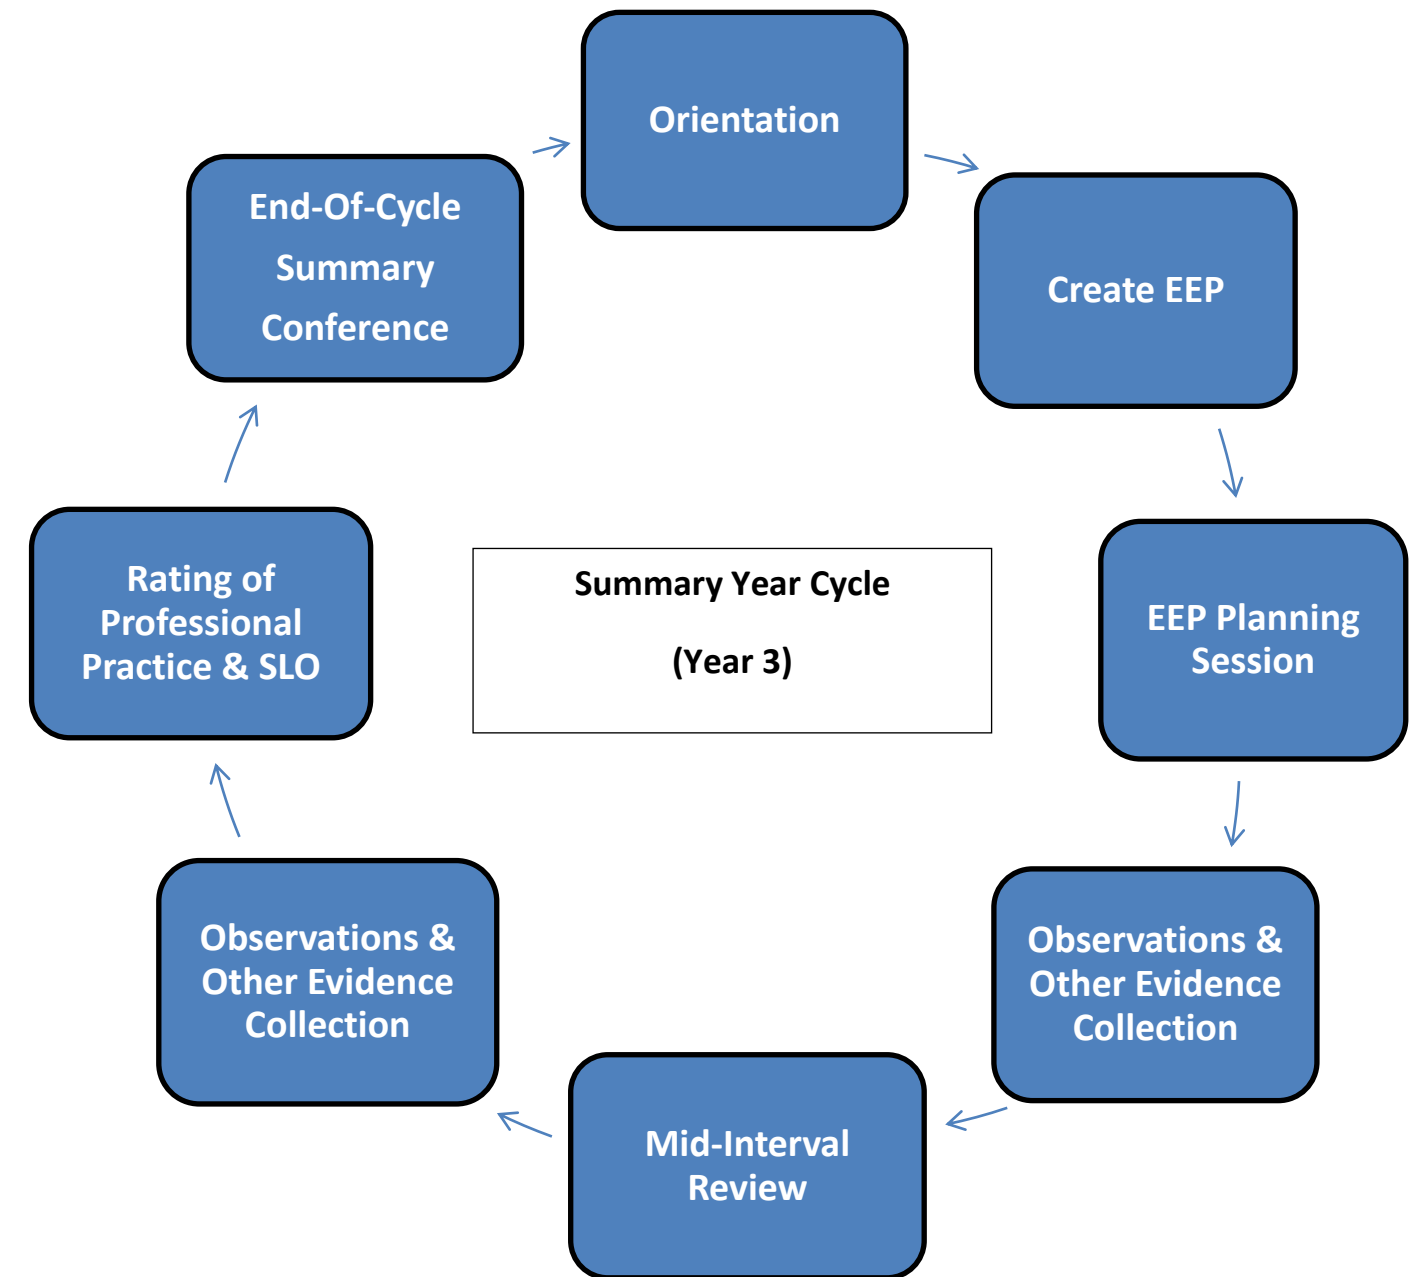 Orientation
Create EEP
EEP Planning
Session
Observations &
Other Evidence
Collection
Mid-Interval
Review
Observations &
Other Evidence
Collection
Rating of
Professional
Practice & SLO
End-Of-Cycle
Summary
Conference
Summary Year Cycle
(Year 3)